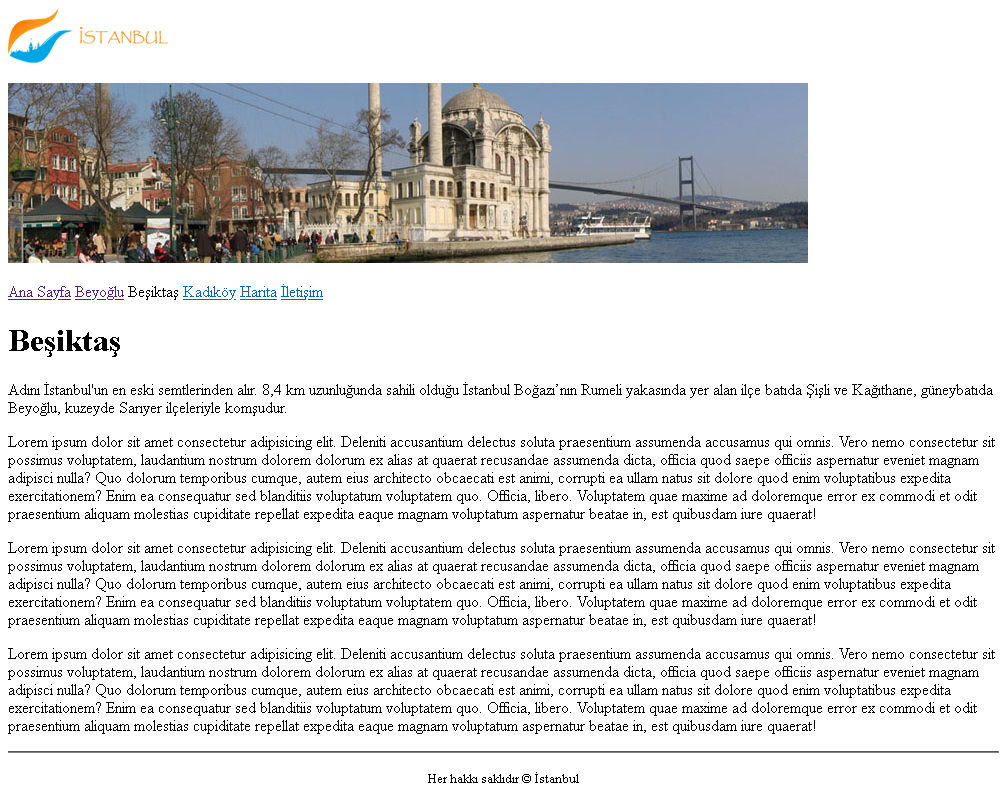 İSTANBUL
Ana Sayfa Beyoğlu Beşiktaş Kadıköy Harita İletişim
Beşiktaş
Adını İstanbul'un en eski semtlerinden alır. 8,4 km uzunluğunda sahili olduğu İstanbul Boğazı’nın Rumeli yakasında yer alan ilçe batıda Şişli ve Kağıthane, güneybatıda
Beyoğlu, kuzeyde Sarıyer ilçeleriyle komşudur.
Lorem ipsum dolor sit amet consectetur adipisicing elit. Deleniti accusantium delectus soluta praesentium assumenda accusamus qui omnis. Vero nemo consectetur sit
possimus voluptatem, laudantium nostrum dolorem dolorum ex alias at quaerat recusandae assumenda dicta, officia quod saepe officiis aspernatur eveniet magnam
adipisci nulla? Quo dolorum temporibus cumque, autem eius architecto obcaecati est animi, corrupti ea ullam natus sit dolore quod enim voluptatibus expedita
exercitationem? Enim ea consequatur sed blanditiis voluptatum voluptatem quo. Officia, libero. Voluptatem quae maxime ad doloremque error ex commodi et odit
praesentium aliquam molestias cupiditate repellat expedita eaque magnam voluptatum aspernatur beatae in, est quibusdam iure quaerat!
Lorem ipsum dolor sit amet consectetur adipisicing elit. Deleniti accusantium delectus soluta praesentium assumenda accusamus qui omnis. Vero nemo consectetur sit
possimus voluptatem, laudantium nostrum dolorem dolorum ex alias at quaerat recusandae assumenda dicta, officia quod saepe officiis aspernatur eveniet magnam
adipisci nulla? Quo dolorum temporibus cumque, autem eius architecto obcaecati est animi, corrupti ea ullam natus sit dolore quod enim voluptatibus expedita
exercitationem? Enim ea consequatur sed blanditiis voluptatum voluptatem quo. Officia, libero. Voluptatem quae maxime ad doloremque error ex commodi et odit
praesentium aliquam molestias cupiditate repellat expedita eaque magnam voluptatum aspernatur beatae in, est quibusdam iure quaerat!
Lorem ipsum dolor sit amet consectetur adipisicing elit. Deleniti accusantium delectus soluta praesentium assumenda accusamus qui omnis. Vero nemo consectetur sit
possimus voluptatem, laudantium nostrum dolorem dolorum ex alias at quaerat recusandae assumenda dicta, officia quod saepe officiis aspernatur eveniet magnam
adipisci nulla? Quo dolorum temporibus cumque, autem eius architecto obcaecati est animi, corrupti ea ullam natus sit dolore quod enim voluptatibus expedita
exercitationem? Enim ea consequatur sed blanditiis voluptatum voluptatem quo. Officia, libero. Voluptatem quae maxime ad doloremque error ex commodi et odit
praesentium aliquam molestias cupiditate repellat expedita eaque magnam voluptatum aspernatur beatae in, est quibusdam iure quaerat!
Her hakkı saklıdır © İstanbul